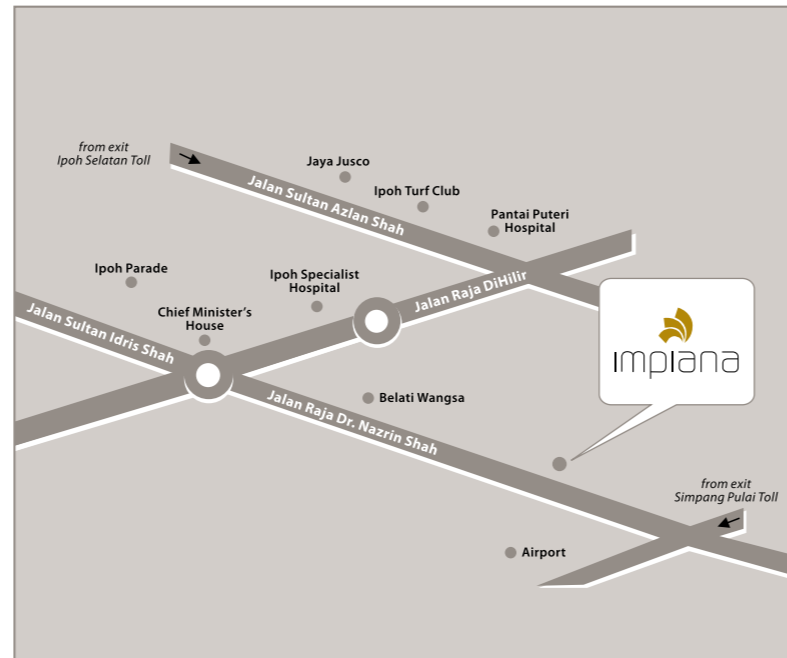 from exit
Ipoh Selatan Toll
Jaya Jusco
Ipoh Turf Club
Jalan Sultan Azlan Shah
Pantai Puteri
Hospital
Ipoh Parade
Ipoh Specialist
Hospital
Jalan Raja DiHilir
Chief Minister's
House
Jalan Sultan Idris Shah
impiana
Belati Wangsa
Jalan Raja Dr. Nazrin Shah
from exit
Simpang Pulai Toll
Airport